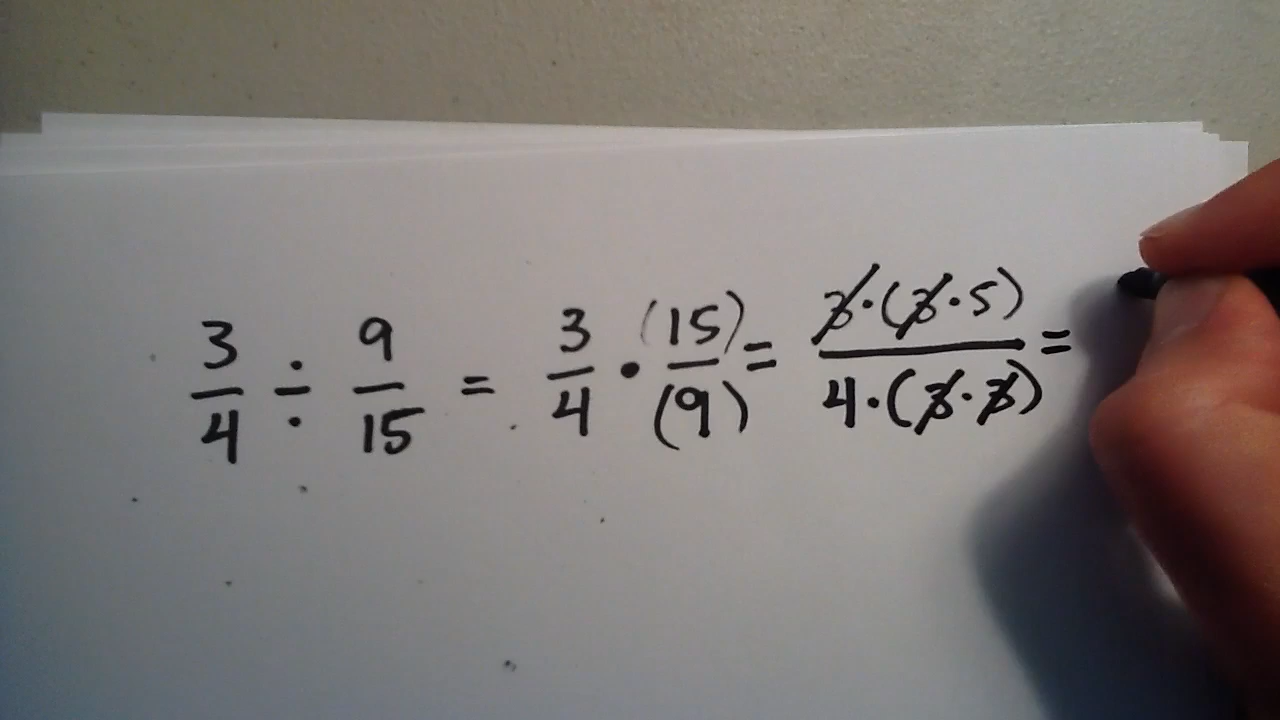 3/4 ÷ 9/15 = 3/4 · (15)/(9) = 3·(3·5)/4·(3·3) =